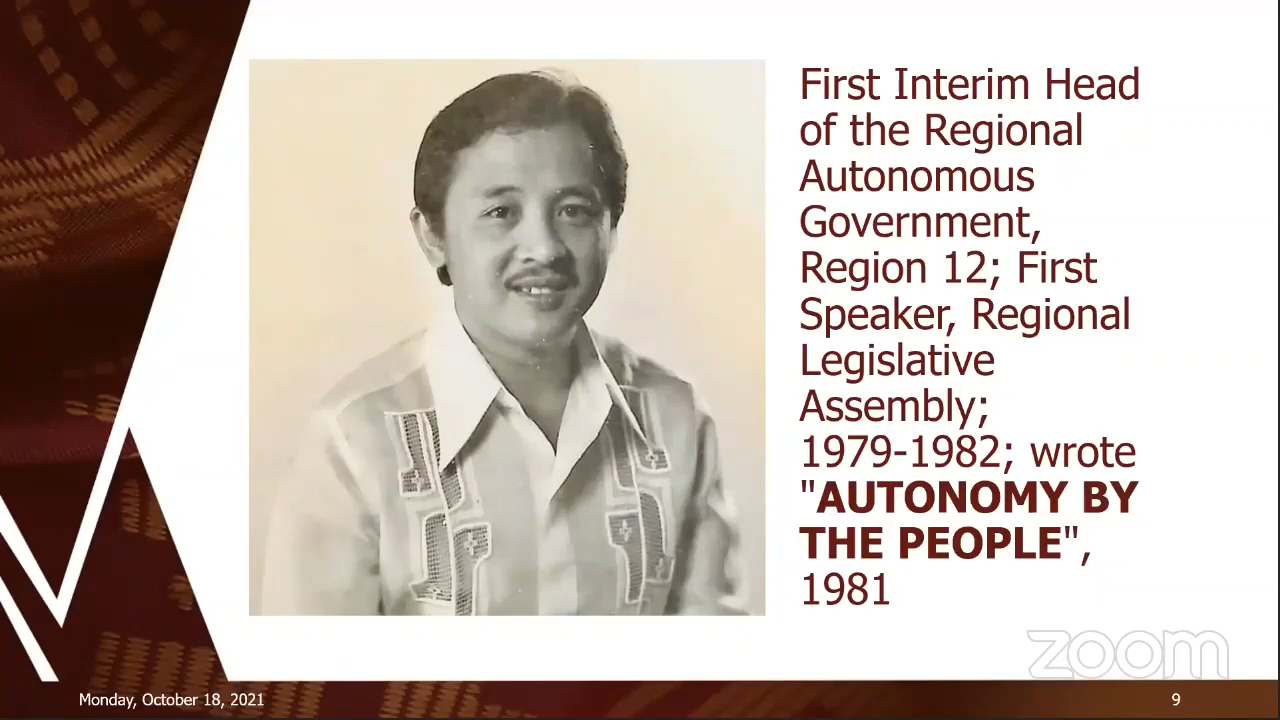 First Interim Head
of the Regional
Autonomous
Government,
Region 12; First
Speaker, Regional
Legislative
Assembly;
1979-1982; wrote
"AUTONOMY BY
THE PEOPLE",
1981
zoom
Monday, October 18, 2021
9